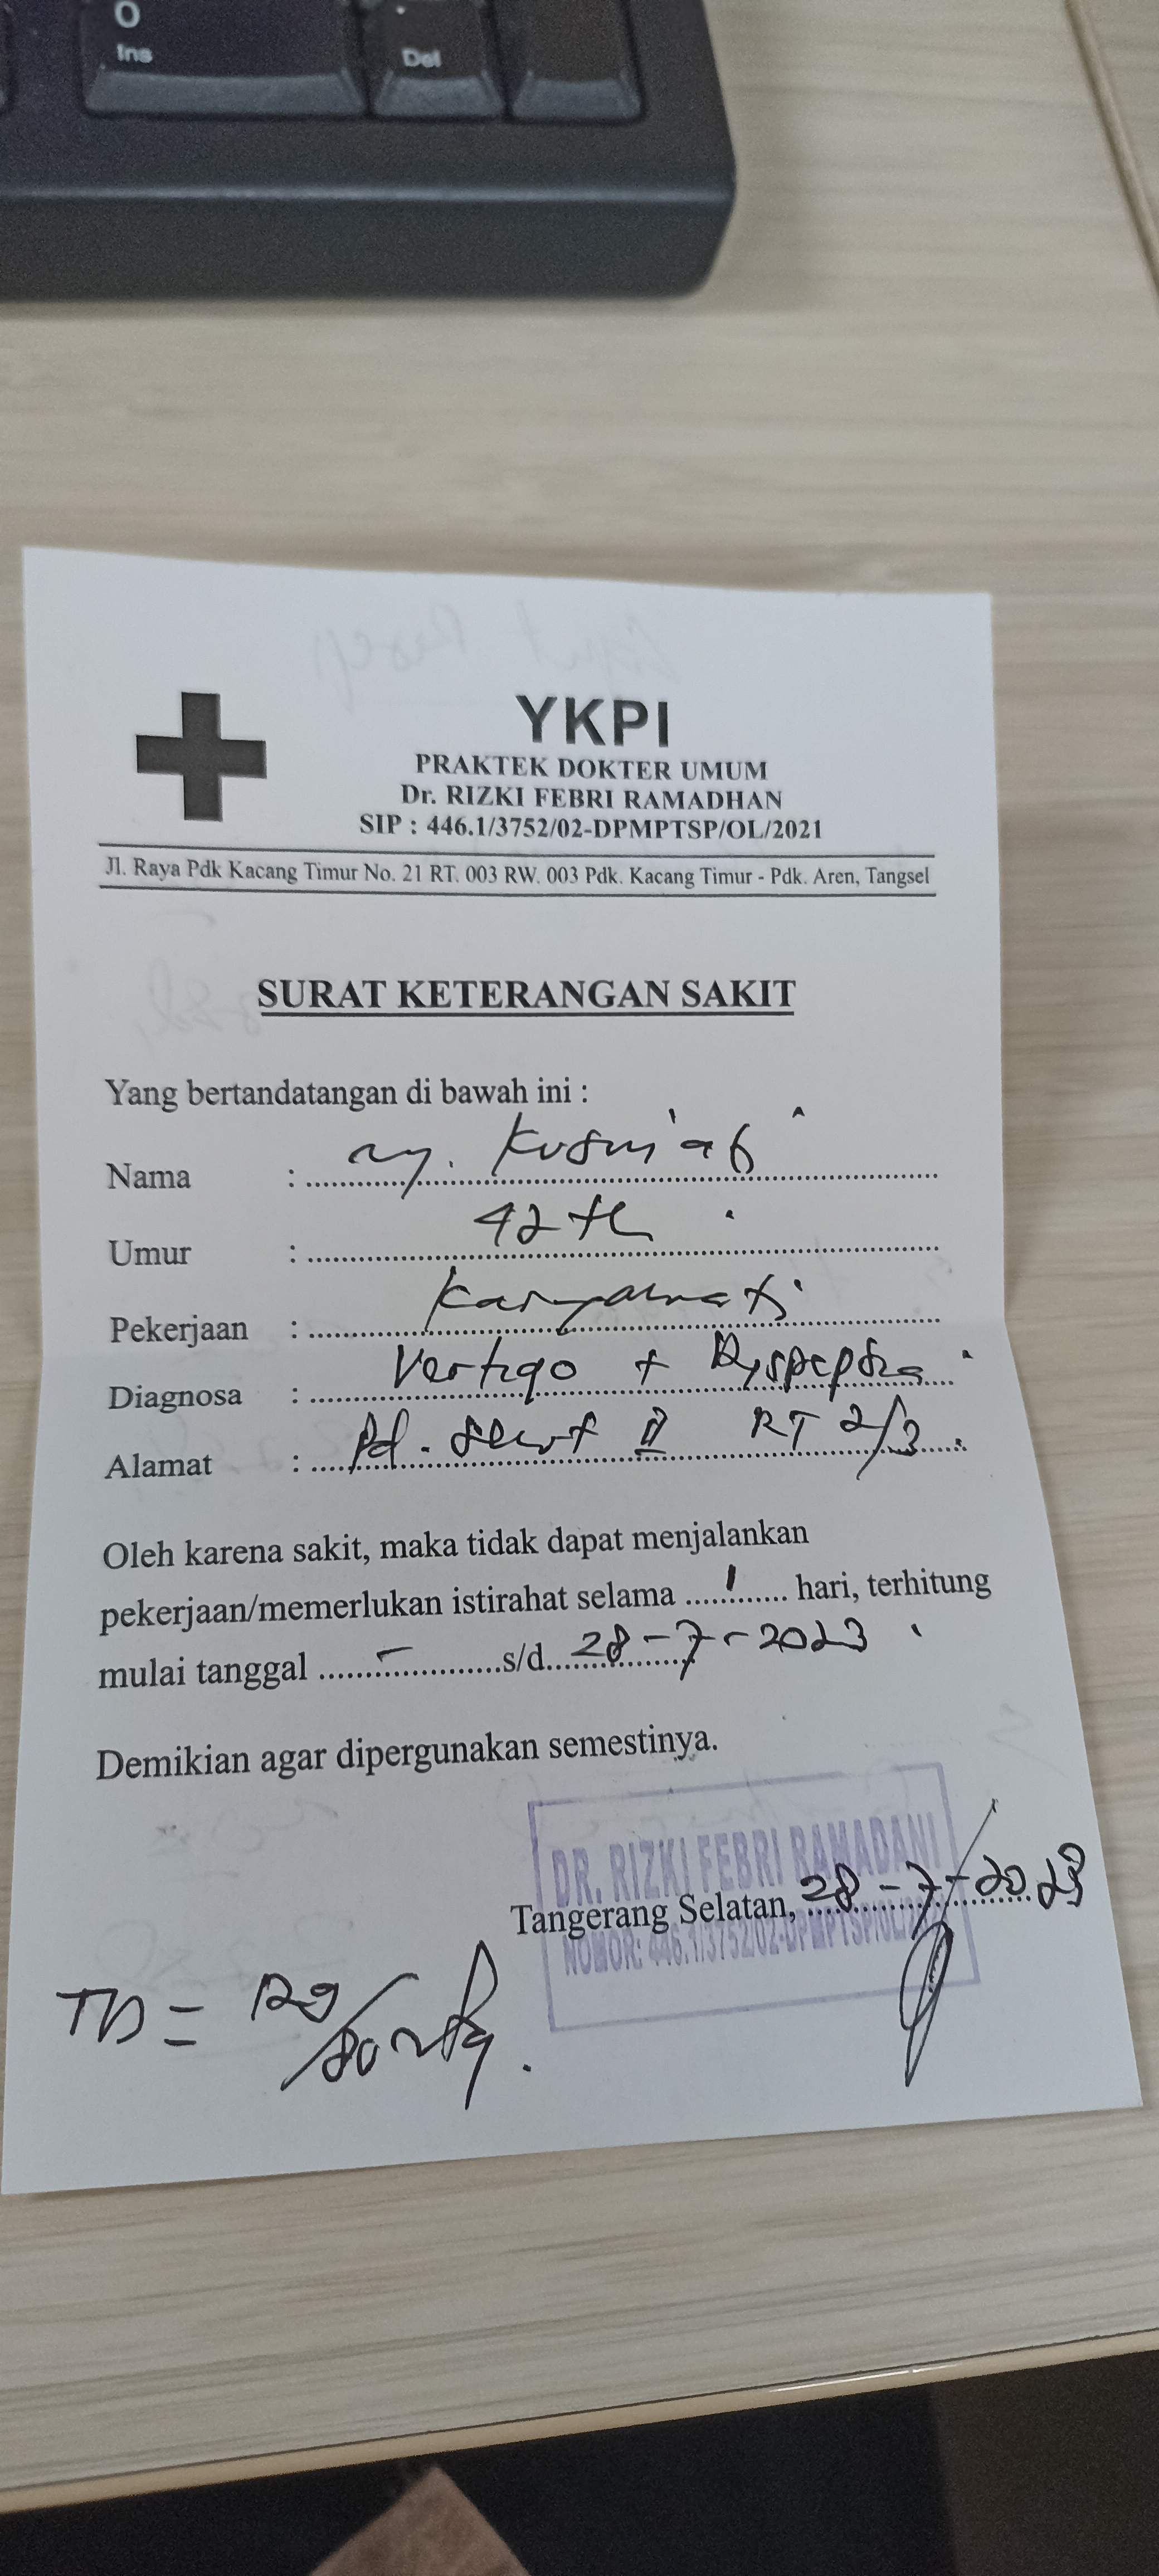 O
Ins
.
Del
YKPI
PRAKTEK DOKTER UMUM
Dr. RIZKI FEBRI RAMADHAN
SIP : 446.1/3752/02-DPMPTSP/OL/2021
Jl. Raya Pdk Kacang Timur No. 21 RT. 003 RW. 003 Pdk. Kacang Timur - Pdk. Aren, Tangsel
SURAT KETERANGAN SAKIT
Yang bertandatangan di bawah ini :
Nama : ny. Kusniati
Umur : 42 th
Pekerjaan : Karyawati
Diagnosa : Vertigo + Dyspepsia
Alamat : Pd. II RT 2/3
Oleh karena sakit, maka tidak dapat menjalankan
pekerjaan/memerlukan istirahat selama 1 hari, terhitung
mulai tanggal - s/d. 28-7-2023
Demikian agar dipergunakan semestinya.
DR. RIZKI FEBRI RAMADANI
Tangerang Selatan, 28-7-2023
NOMOR: 446.1/3752/02-DPMPTSP/OL/
TD = 129/80